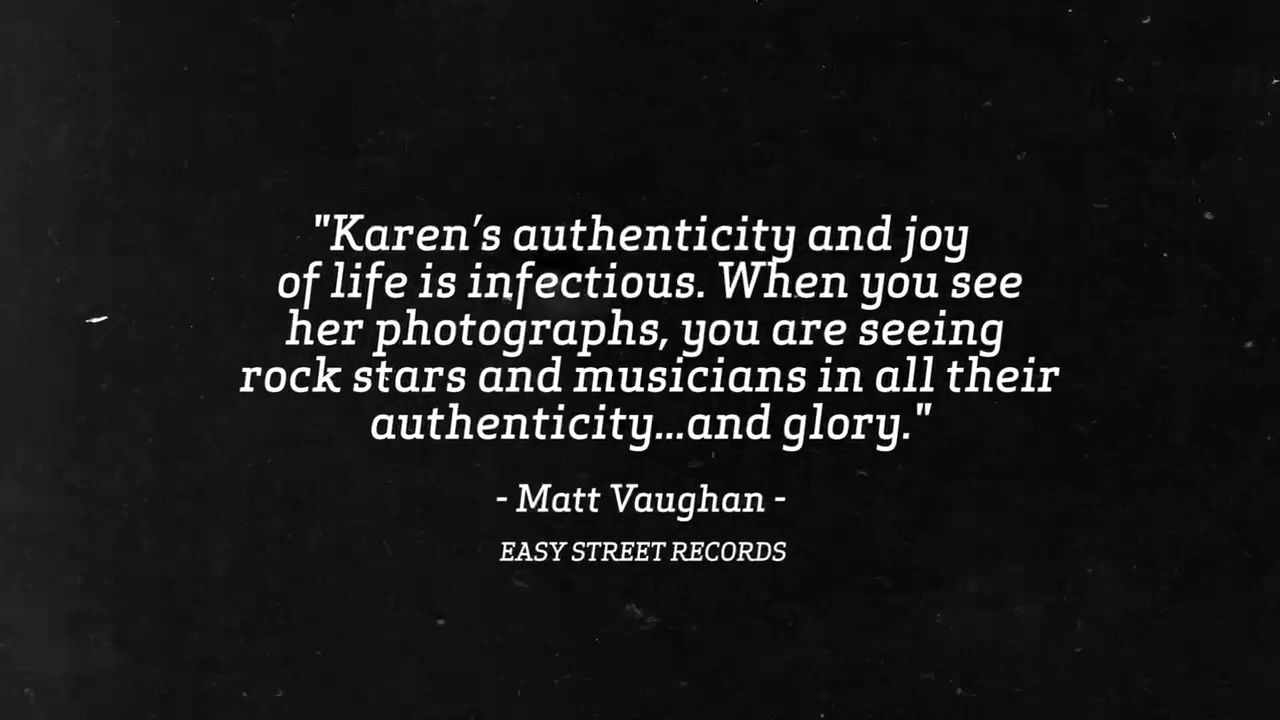 "Karen’s authenticity and joy
of life is infectious. When you see
her photographs, you are seeing
rock stars and musicians in all their
authenticity...and glory."
- Matt Vaughan -
EASY STREET RECORDS